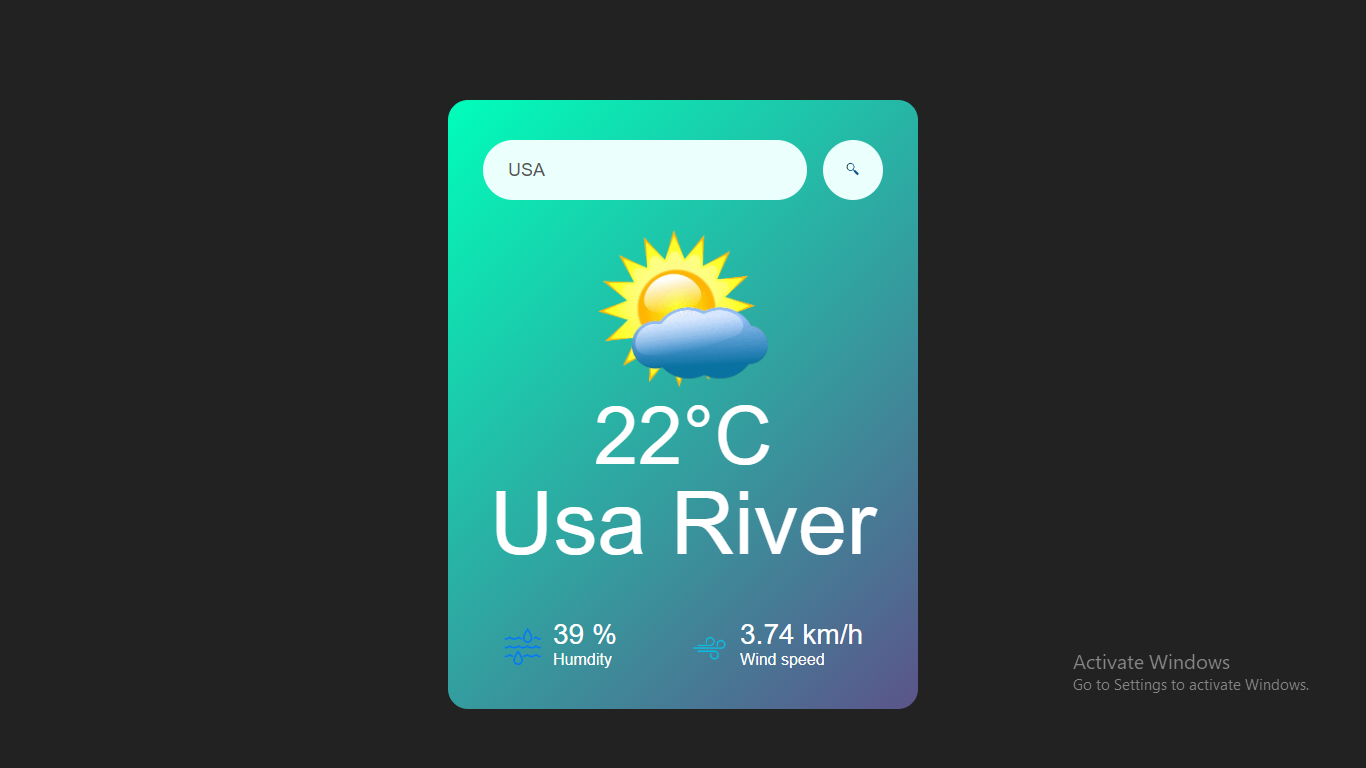 USA
22°C
Usa River
39 %
Humdity
3.74 km/h
Wind speed
Activate Windows
Go to Settings to activate Windows.